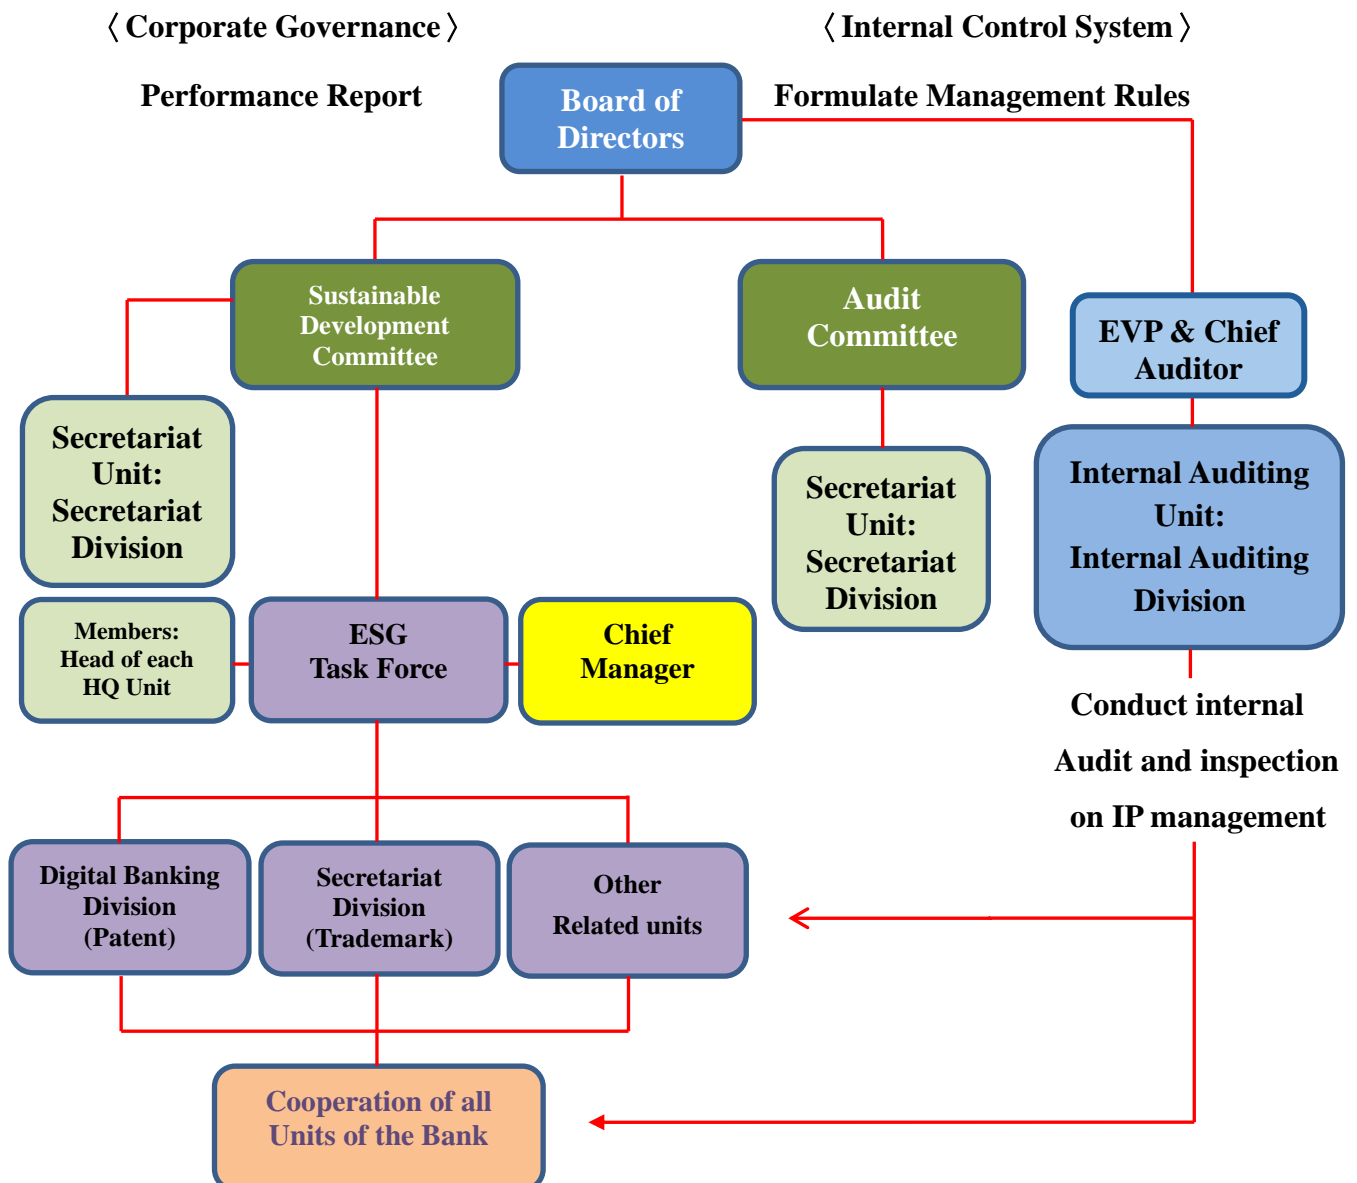 〈Corporate Governance〉
〈Internal Control System〉
Performance Report
Board of
Directors
Formulate Management Rules
Sustainable
Development
Committee
Audit
Committee
EVP & Chief
Auditor
Secretariat
Unit:
Secretariat
Division
Secretariat
Unit:
Secretariat
Division
Internal Auditing
Unit:
Internal Auditing
Division
Members:
Head of each
HQ Unit
ESG
Task Force
Chief
Manager
Conduct internal
Audit and inspection
on IP management
Digital Banking
Division
(Patent)
Secretariat
Division
(Trademark)
Other
Related units
Cooperation of all
Units of the Bank